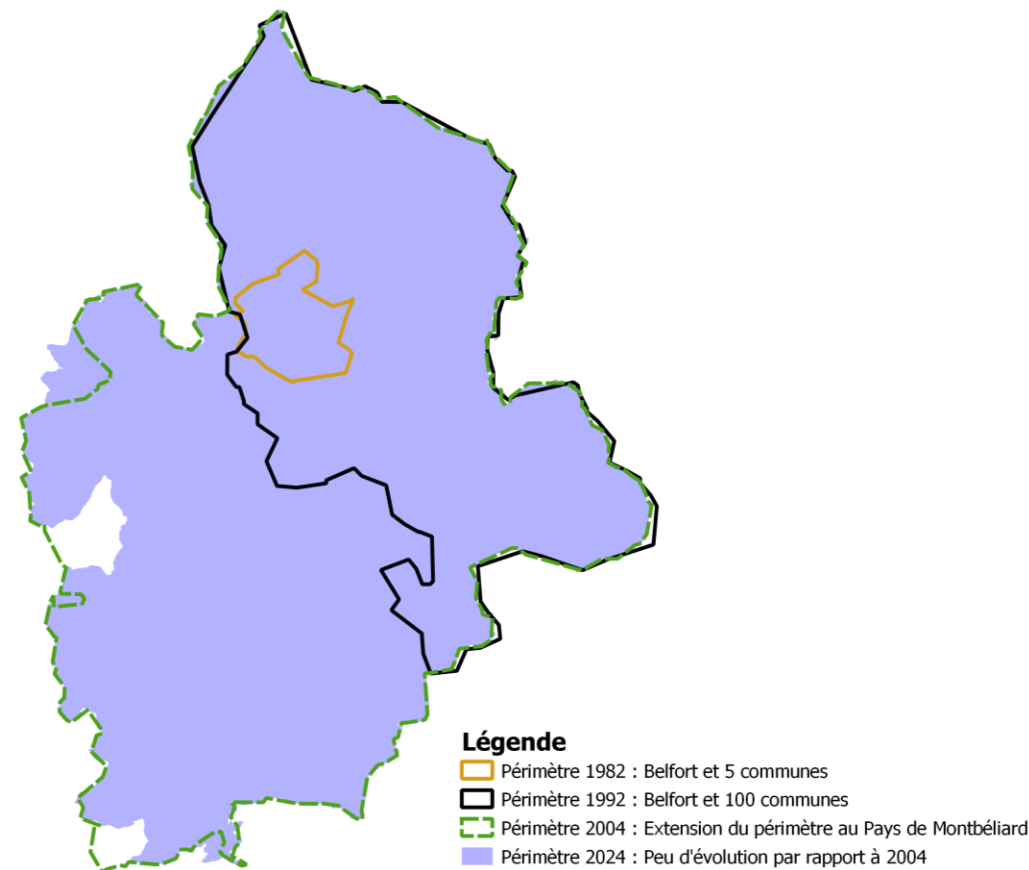 Légende
Périmètre 1982 : Belfort et 5 communes
Périmètre 1992 : Belfort et 100 communes
Périmètre 2004 : Extension du périmètre au Pays de Montbéliard
Périmètre 2024 : Peu d'évolution par rapport à 2004